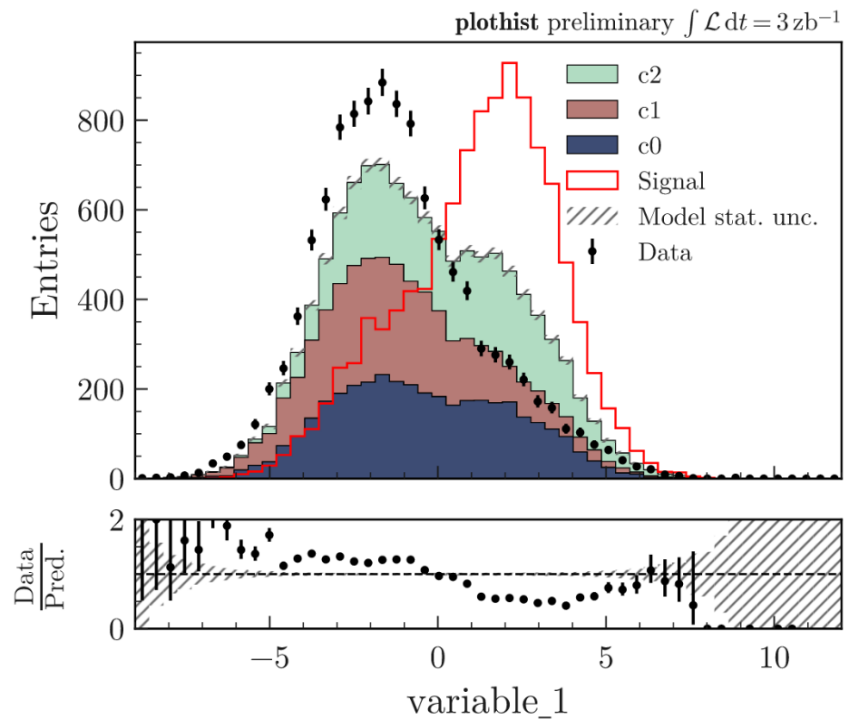 plothist preliminary ∫ ℒ dt = 3 zb⁻¹
c2
c1
c0
Signal
Model stat. unc.
Data
Entries
800
600
400
200
0
Data
Pred.
2
1
0
−5
0
5
10
variable_1